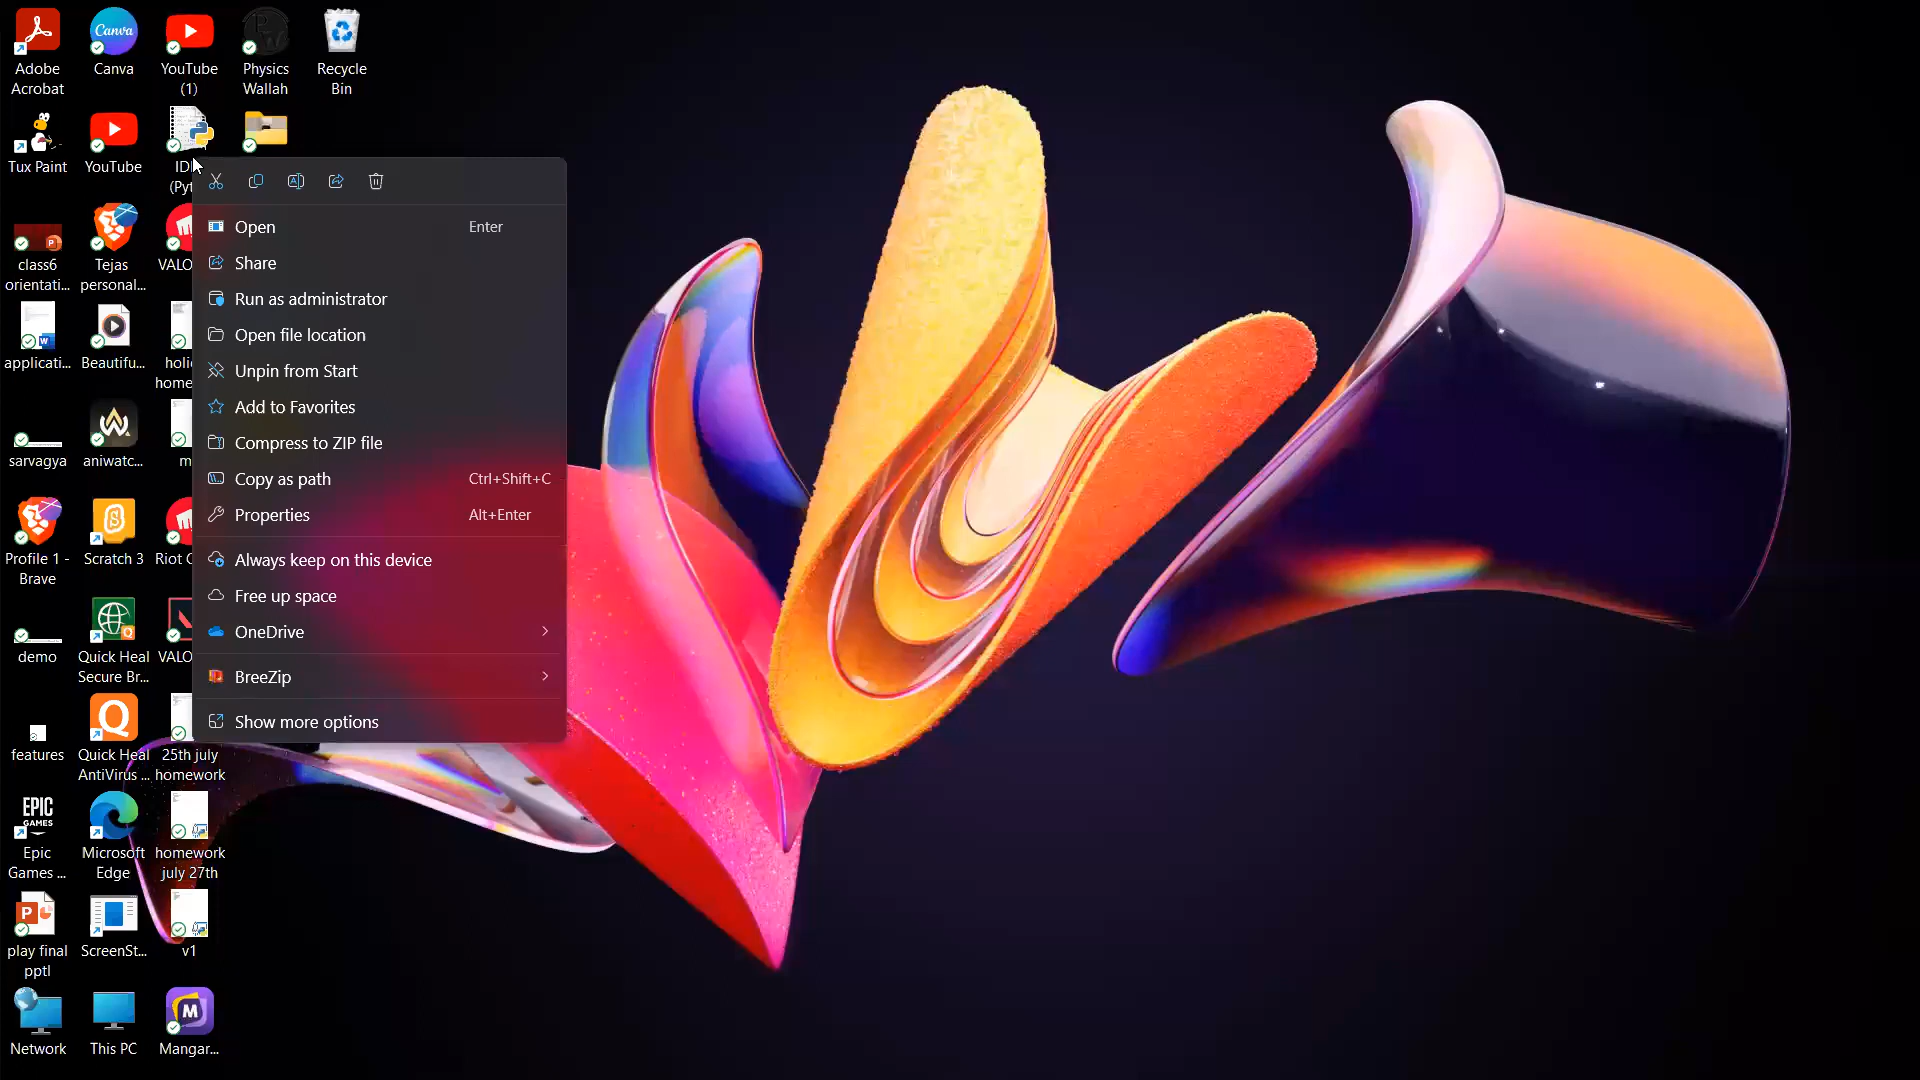 Adobe
Acrobat
Canva
YouTube
(1)
Physics
Wallah
Recycle
Bin
Tux Paint
YouTube
class6
orientati...
Tejas
personal...
applicati...
Beautifu...
sarvagya
aniwatc...
Profile 1 -
Brave
Scratch 3
demo
Quick Heal
Secure Br...
features
Quick Heal
AntiVirus ...
25th july
homework
EPIC
GAMES
Epic
Games ...
Microsoft
Edge
homework
july 27th
play final
pptl
ScreenSt...
v1
Network
This PC
Mangar...
Open Enter
Share
Run as administrator
Open file location
Unpin from Start
Add to Favorites
Compress to ZIP file
Copy as path Ctrl+Shift+C
Properties Alt+Enter
Always keep on this device
Free up space
OneDrive
BreeZip
Show more options